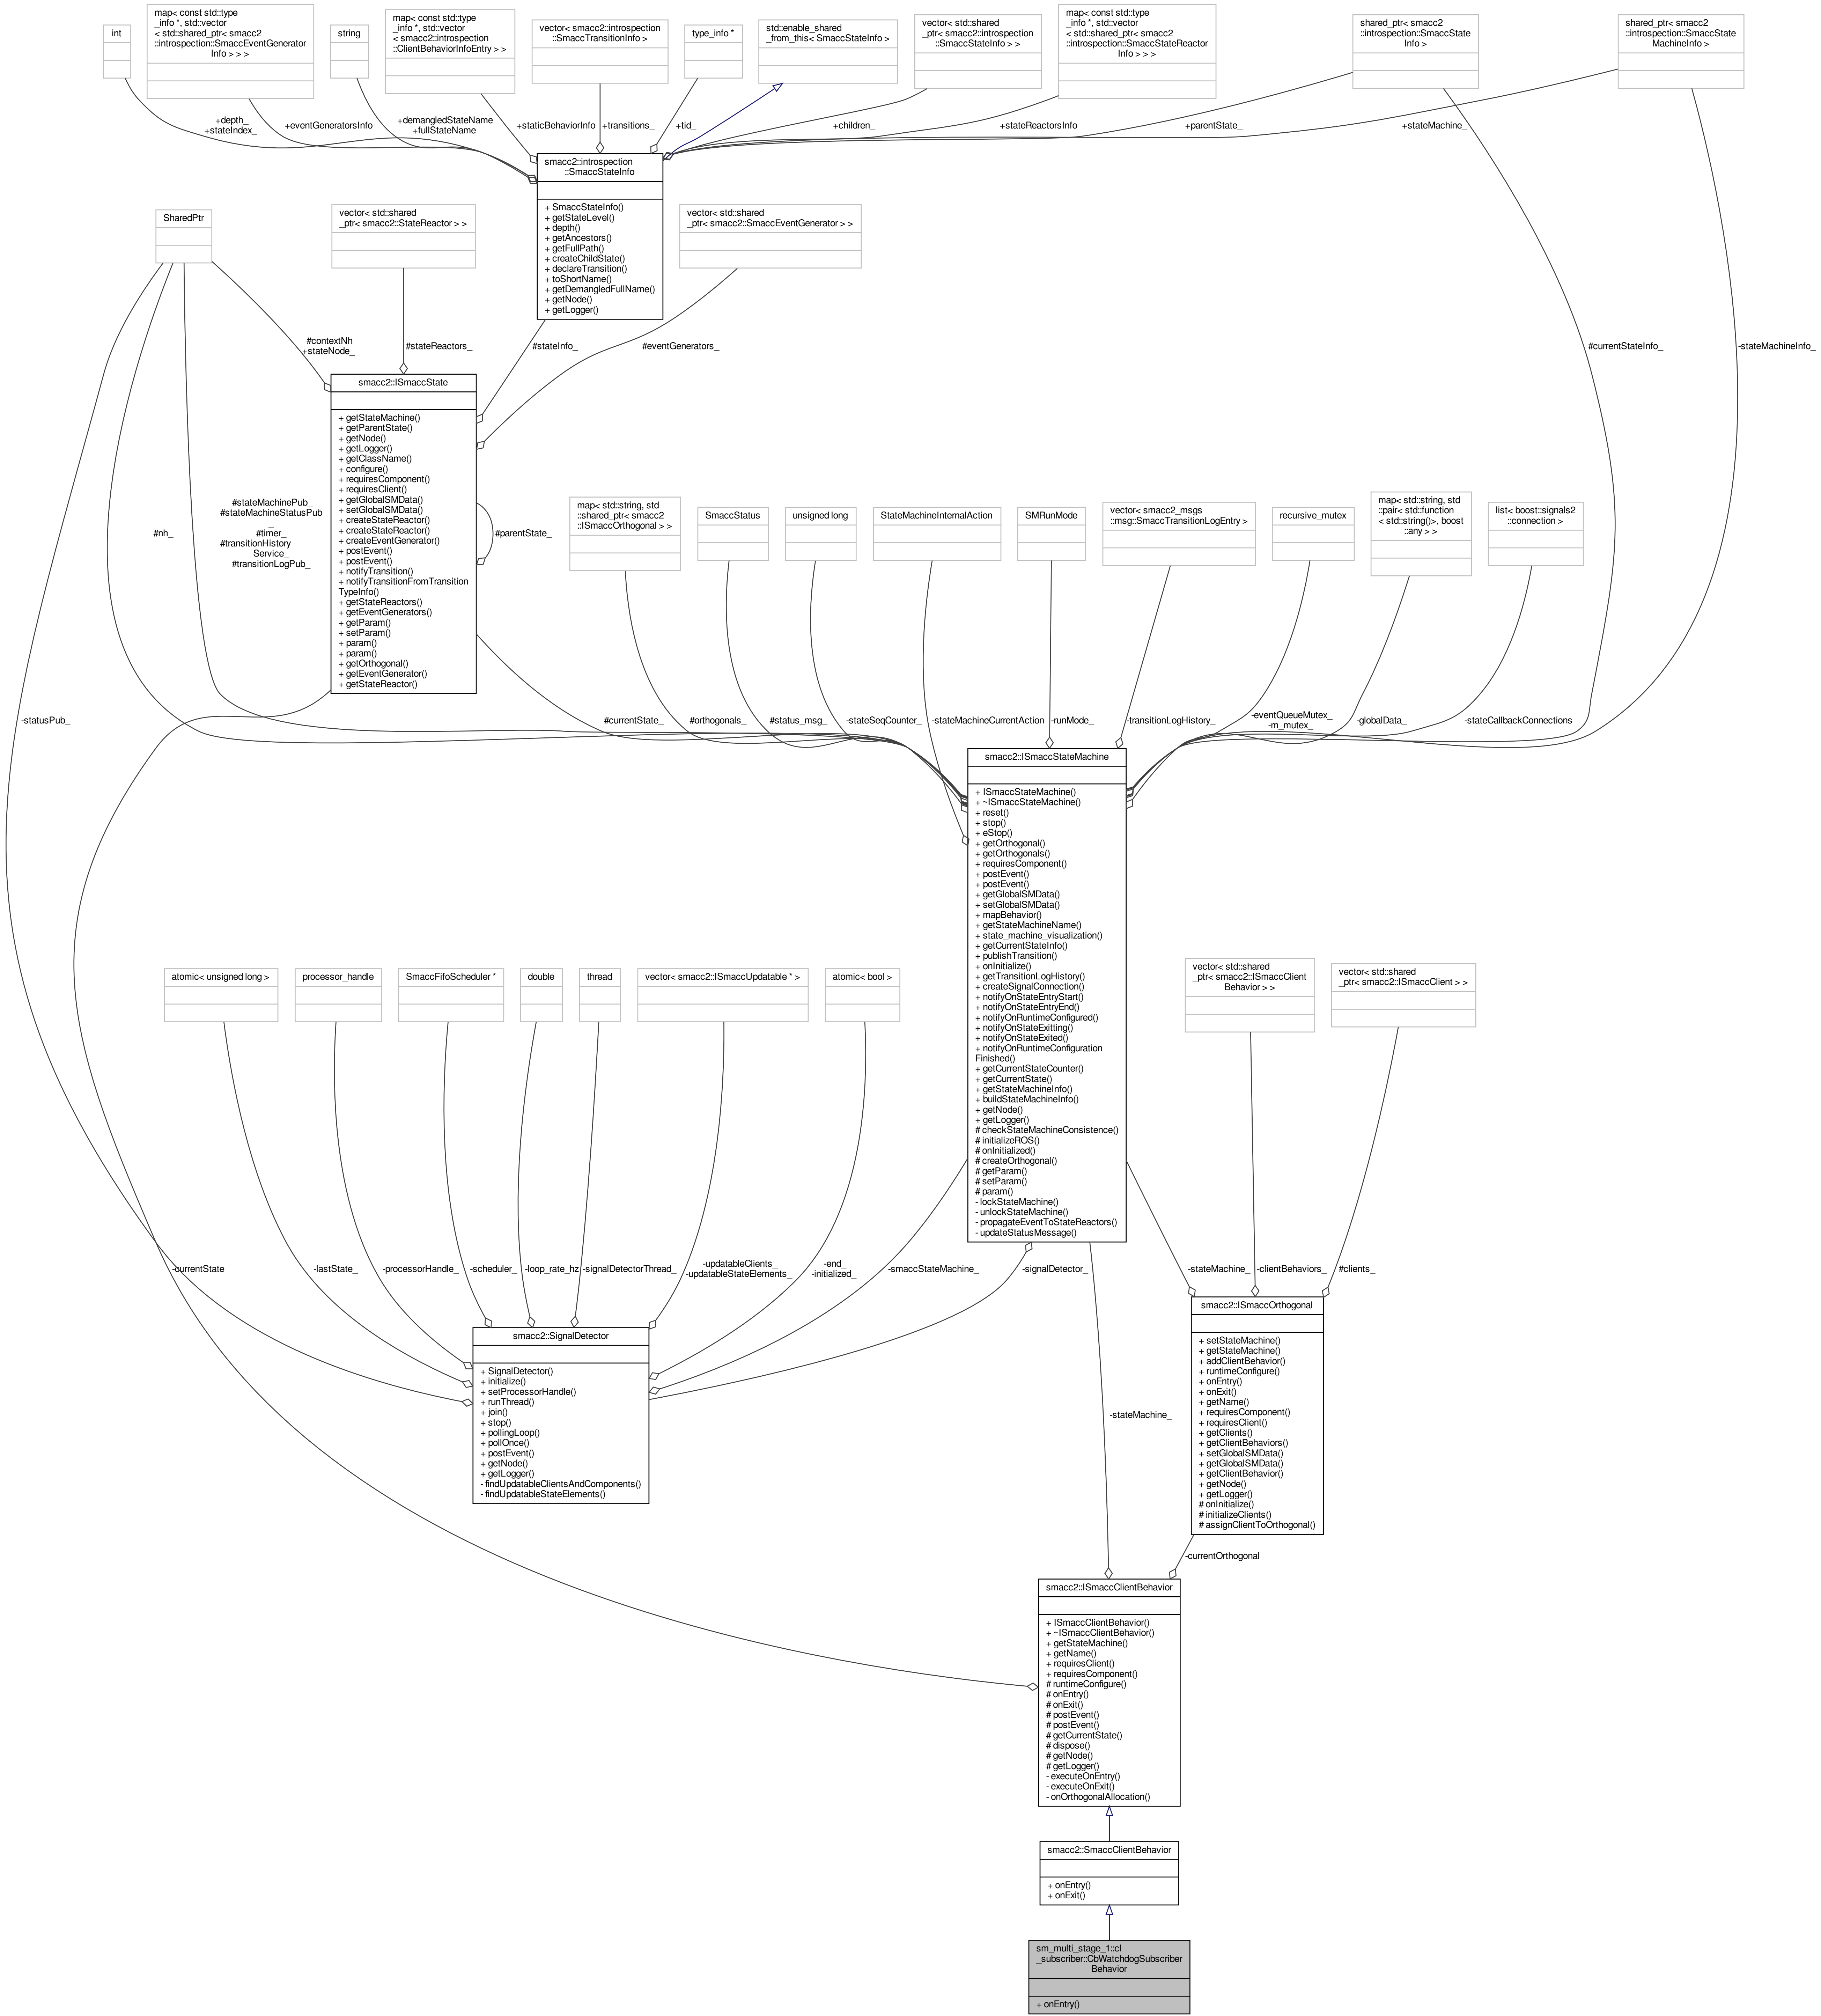 int
map< const std::type
_info *, std::vector
< std::shared_ptr< smacc2
::introspection::SmaccEventGenerator
Info > > >
string
map< const std::type
_info *, std::vector
< smacc2::introspection
::ClientBehaviorInfoEntry > >
vector< smacc2::introspection
::SmaccTransitionInfo >
type_info *
std::enable_shared
_from_this< SmaccStateInfo >
vector< std::shared
_ptr< smacc2::introspection
::SmaccStateInfo > >
map< const std::type
_info *, std::vector
< std::shared_ptr< smacc2
::introspection::SmaccStateReactor
Info > > >
shared_ptr< smacc2
::introspection::SmaccState
Info >
shared_ptr< smacc2
::introspection::SmaccState
MachineInfo >
+depth_
+stateIndex_
+eventGeneratorsInfo
+demangledStateName
+fullStateName
+staticBehaviorInfo
+transitions_
+tid_
+children_
+stateReactorsInfo
+parentState_
+stateMachine_
smacc2::introspection
::SmaccStateInfo
+ SmaccStateInfo()
+ getStateLevel()
+ depth()
+ getAncestors()
+ getFullPath()
+ createChildState()
+ declareTransition()
+ toShortName()
+ getDemangledFullName()
+ getNode()
+ getLogger()
SharedPtr
vector< std::shared
_ptr< smacc2::StateReactor > >
vector< std::shared
_ptr< smacc2::SmaccEventGenerator > >
#contextNh
+stateNode_
#stateReactors_
#stateInfo_
#eventGenerators_
#currentStateInfo_
-stateMachineInfo_
smacc2::ISmaccState
+ getStateMachine()
+ getParentState()
+ getNode()
+ getLogger()
+ getClassName()
+ configure()
+ requiresComponent()
+ requiresClient()
+ getGlobalSMData()
+ setGlobalSMData()
+ createStateReactor()
+ createStateReactor()
+ createEventGenerator()
+ postEvent()
+ postEvent()
+ notifyTransition()
+ notifyTransitionFromTransition
TypeInfo()
+ getStateReactors()
+ getEventGenerators()
+ getParam()
+ setParam()
+ param()
+ param()
+ getOrthogonal()
+ getEventGenerator()
+ getStateReactor()
#nh_
#stateMachinePub_
#stateMachineStatusPub
_
#timer_
#transitionHistory
Service_
#transitionLogPub_
#parentState_
map< std::string, std
::shared_ptr< smacc2
::ISmaccOrthogonal > >
SmaccStatus
unsigned long
StateMachineInternalAction
SMRunMode
vector< smacc2_msgs
::msg::SmaccTransitionLogEntry >
recursive_mutex
map< std::string, std
::pair< std::function
< std::string()>, boost
::any > >
list< boost::signals2
::connection >
-statusPub_
#currentState_
#orthogonals_
#status_msg_
-stateSeqCounter_
-stateMachineCurrentAction
-runMode_
-transitionLogHistory_
-eventQueueMutex_
-m_mutex_
-globalData_
-stateCallbackConnections
smacc2::ISmaccStateMachine
+ ISmaccStateMachine()
+ ~ISmaccStateMachine()
+ reset()
+ stop()
+ eStop()
+ getOrthogonal()
+ getOrthogonals()
+ requiresComponent()
+ postEvent()
+ postEvent()
+ getGlobalSMData()
+ setGlobalSMData()
+ mapBehavior()
+ getStateMachineName()
+ state_machine_visualization()
+ getCurrentStateInfo()
+ publishTransition()
+ onInitialize()
+ getTransitionLogHistory()
+ createSignalConnection()
+ notifyOnStateEntryStart()
+ notifyOnStateEntryEnd()
+ notifyOnRuntimeConfigured()
+ notifyOnStateExitting()
+ notifyOnStateExited()
+ notifyOnRuntimeConfiguration
Finished()
+ getCurrentStateCounter()
+ getCurrentState()
+ getStateMachineInfo()
+ buildStateMachineInfo()
+ getNode()
+ getLogger()
# checkStateMachineConsistence()
# initializeROS()
# onInitialized()
# createOrthogonal()
# getParam()
# setParam()
# param()
- lockStateMachine()
- unlockStateMachine()
- propagateEventToStateReactors()
- updateStatusMessage()
atomic< unsigned long >
processor_handle
SmaccFifoScheduler *
double
thread
vector< smacc2::ISmaccUpdatable * >
atomic< bool >
vector< std::shared
_ptr< smacc2::ISmaccClient
Behavior > >
vector< std::shared
_ptr< smacc2::ISmaccClient > >
-currentState
-lastState_
-processorHandle_
-scheduler_
-loop_rate_hz
-signalDetectorThread_
-updatableClients_
-updatableStateElements_
-end_
-initialized_
-smaccStateMachine_
-signalDetector_
-stateMachine_
-clientBehaviors_
#clients_
smacc2::SignalDetector
+ SignalDetector()
+ initialize()
+ setProcessorHandle()
+ runThread()
+ join()
+ stop()
+ pollingLoop()
+ pollOnce()
+ postEvent()
+ getNode()
+ getLogger()
- findUpdatableClientsAndComponents()
- findUpdatableStateElements()
smacc2::ISmaccOrthogonal
+ setStateMachine()
+ getStateMachine()
+ addClientBehavior()
+ runtimeConfigure()
+ onEntry()
+ onExit()
+ getName()
+ requiresComponent()
+ requiresClient()
+ getClients()
+ getClientBehaviors()
+ setGlobalSMData()
+ getGlobalSMData()
+ getClientBehavior()
+ getNode()
+ getLogger()
# onInitialize()
# initializeClients()
# assignClientToOrthogonal()
-stateMachine_
-currentOrthogonal
smacc2::ISmaccClientBehavior
+ ISmaccClientBehavior()
+ ~ISmaccClientBehavior()
+ getStateMachine()
+ getName()
+ requiresClient()
+ requiresComponent()
# runtimeConfigure()
# onEntry()
# onExit()
# postEvent()
# postEvent()
# getCurrentState()
# dispose()
# getNode()
# getLogger()
- executeOnEntry()
- executeOnExit()
- onOrthogonalAllocation()
smacc2::SmaccClientBehavior
+ onEntry()
+ onExit()
sm_multi_stage_1::cl
_subscriber::CbWatchdogSubscriber
Behavior
+ onEntry()